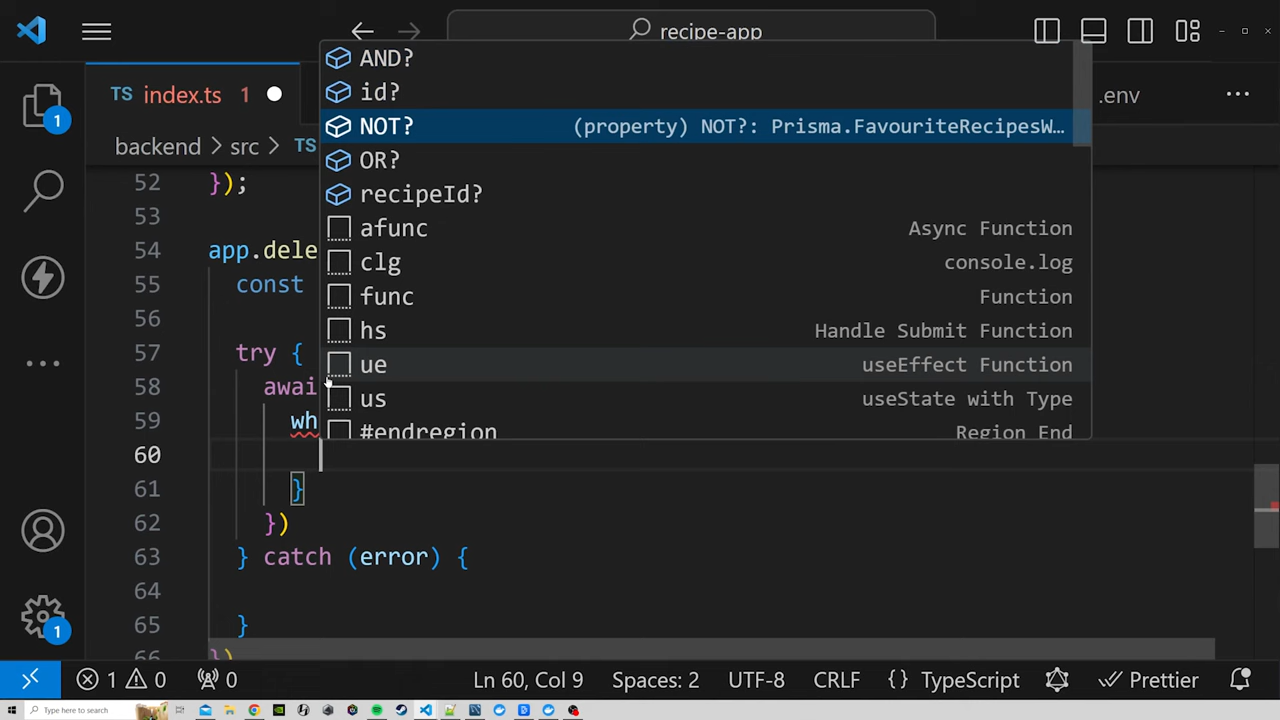 recipe-app
TS index.ts 1
.env
...
backend > src > TS
AND?
id?
NOT? (property) NOT?: Prisma.FavouriteRecipesW…
OR?
recipeId?
afunc Async Function
clg console.log
func Function
hs Handle Submit Function
ue useEffect Function
us useState with Type
#endregion Region End
52 });
53
54 app.dele
55 const
56
57 try {
58 awai
59 wh
60
61 }
62 })
63 } catch (error) {
64
65 }
66 })
1
1
1 0 0 Ln 60, Col 9 Spaces: 2 UTF-8 CRLF {} TypeScript Prettier
Type here to search